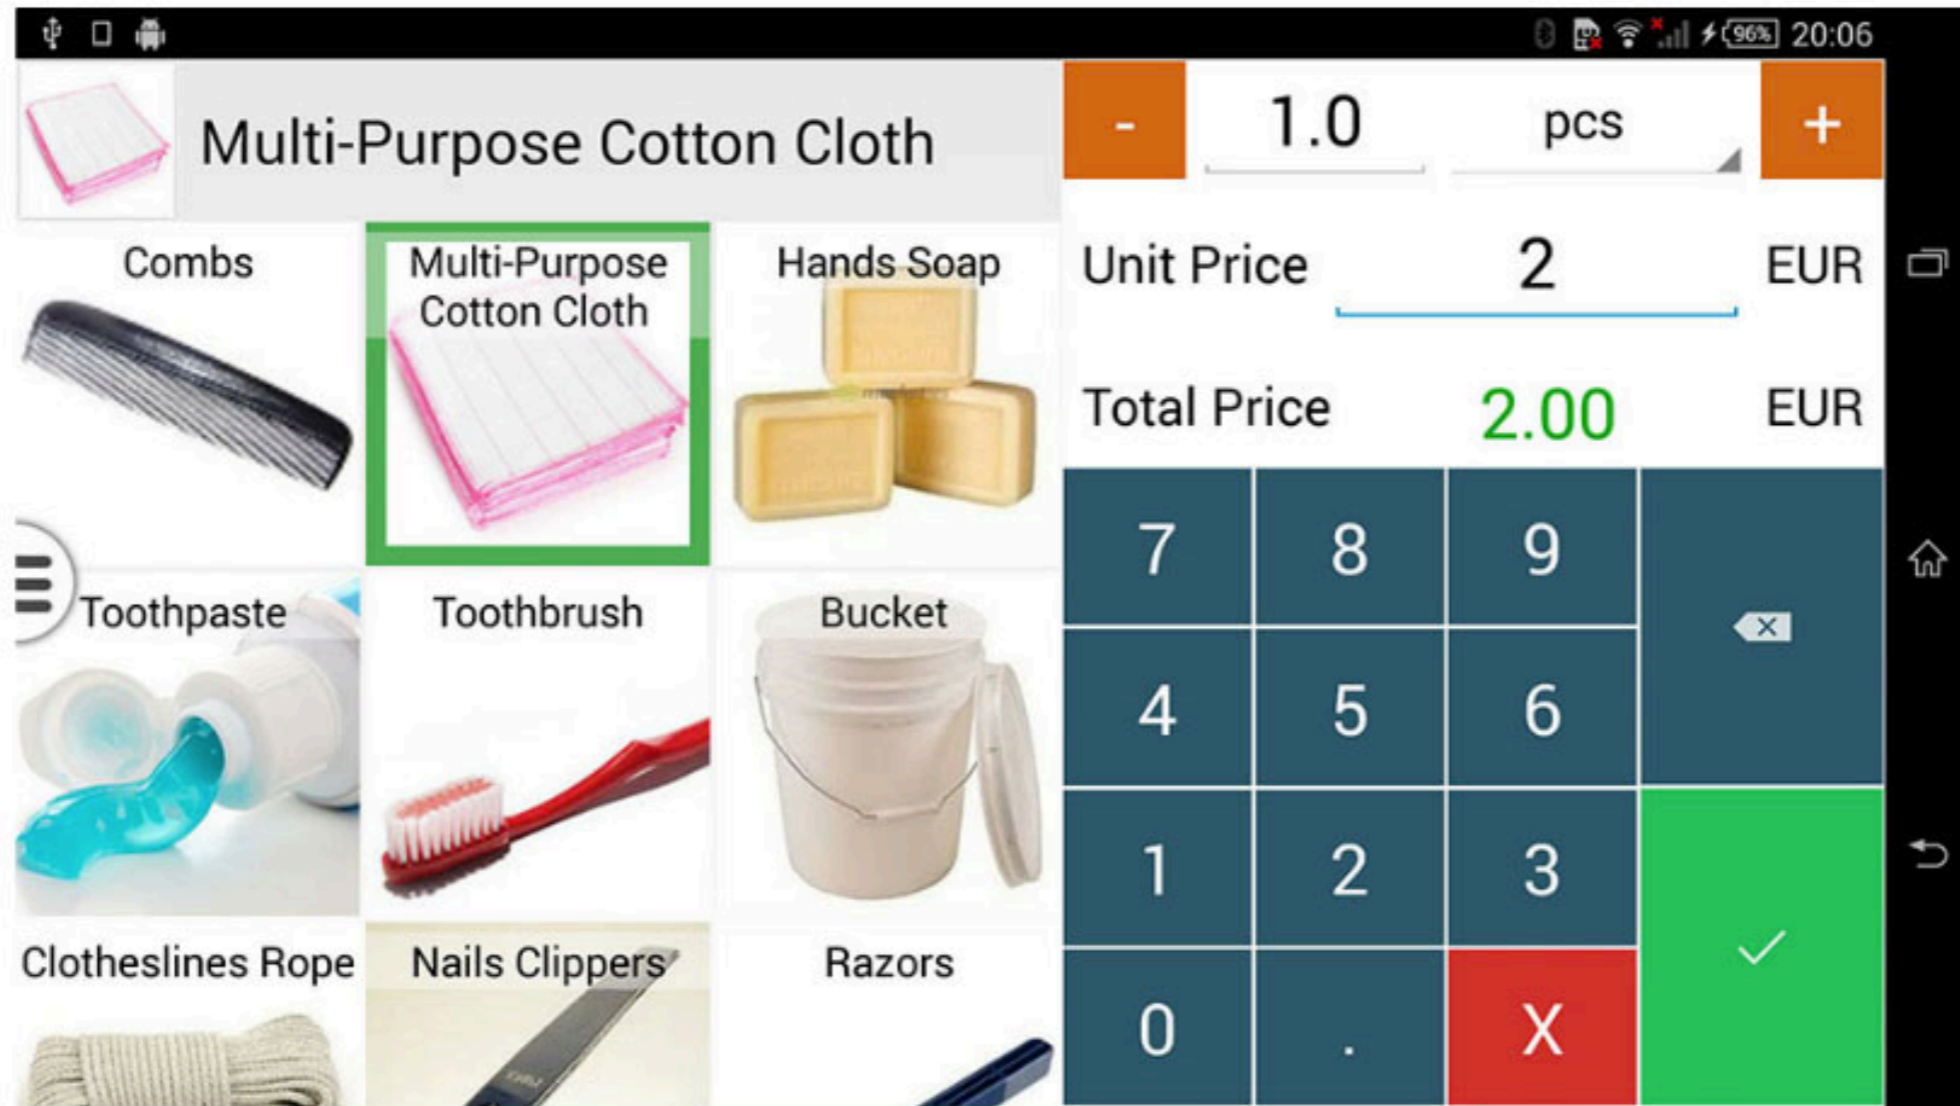 96% 20:06
Multi-Purpose Cotton Cloth
- 1.0 pcs +
Combs
Multi-Purpose
Cotton Cloth
Hands Soap
Unit Price 2 EUR
Total Price 2.00 EUR
Toothpaste
Toothbrush
Bucket
Clotheslines Rope
Nails Clippers
Razors
7 8 9
4 5 6
1 2 3
0 . X